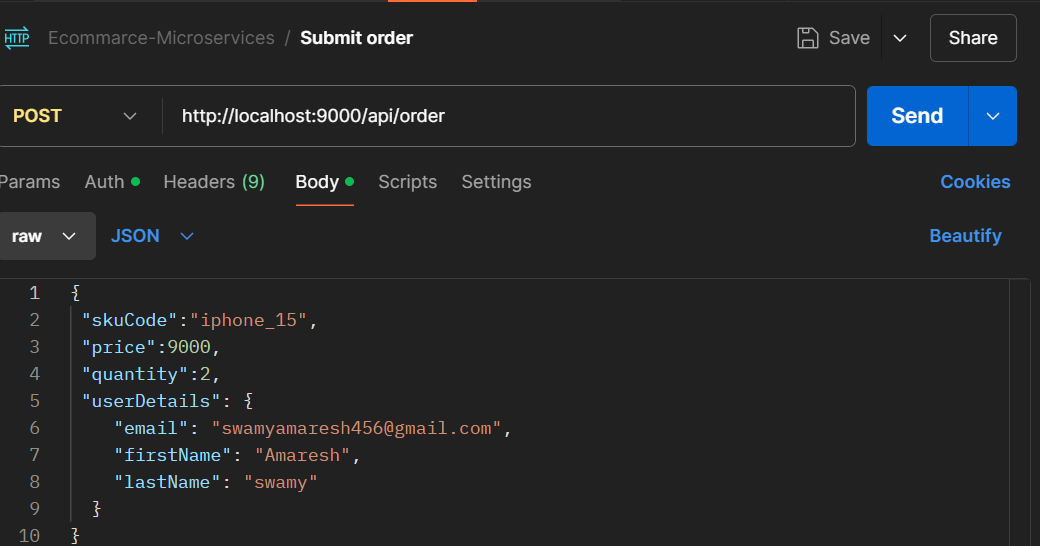 HTTP Ecommarce-Microservices / Submit order Save Share
POST http://localhost:9000/api/order Send
Params Auth Headers (9) Body Scripts Settings Cookies
raw JSON Beautify
1 {
2 "skuCode":"iphone_15",
3 "price":9000,
4 "quantity":2,
5 "userDetails": {
6 "email": "swamyamaresh456@gmail.com",
7 "firstName": "Amaresh",
8 "lastName": "swamy"
9 }
10 }